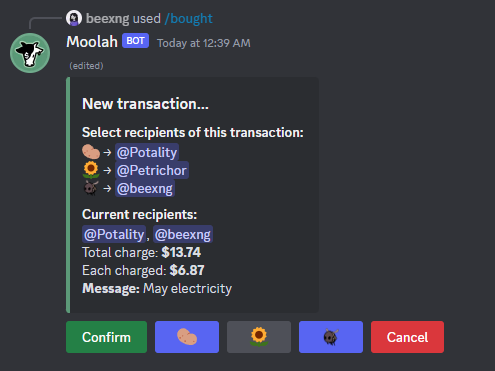 beexng used /bought
Moolah BOT Today at 12:39 AM
(edited)
New transaction...
Select recipients of this transaction:
🥔 → @Potality
🌻 → @Petrichor
→ @beexng
Current recipients:
@Potality, @beexng
Total charge: $13.74
Each charged: $6.87
Message: May electricity
Confirm
Cancel